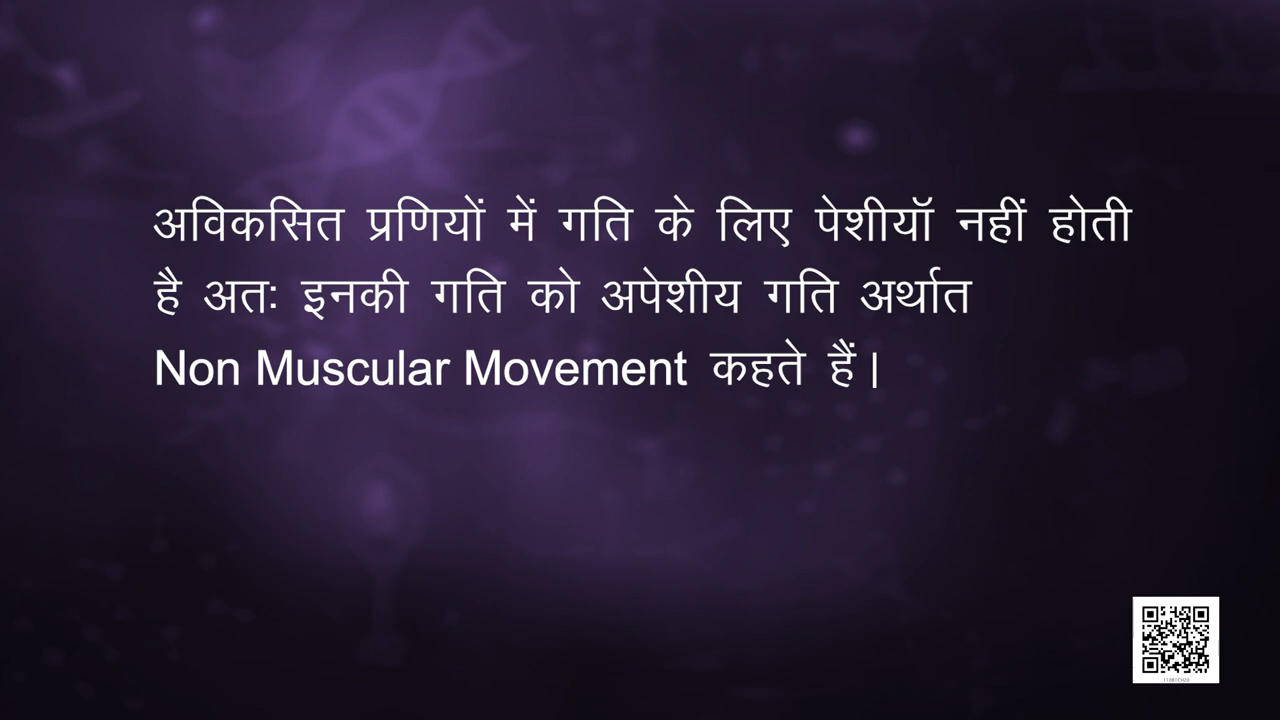 अविकसित प्रणियों में गति के लिए पेशीयॉ नहीं होती
है अतः इनकी गति को अपेशीय गति अर्थात
Non Muscular Movement कहते हैं।